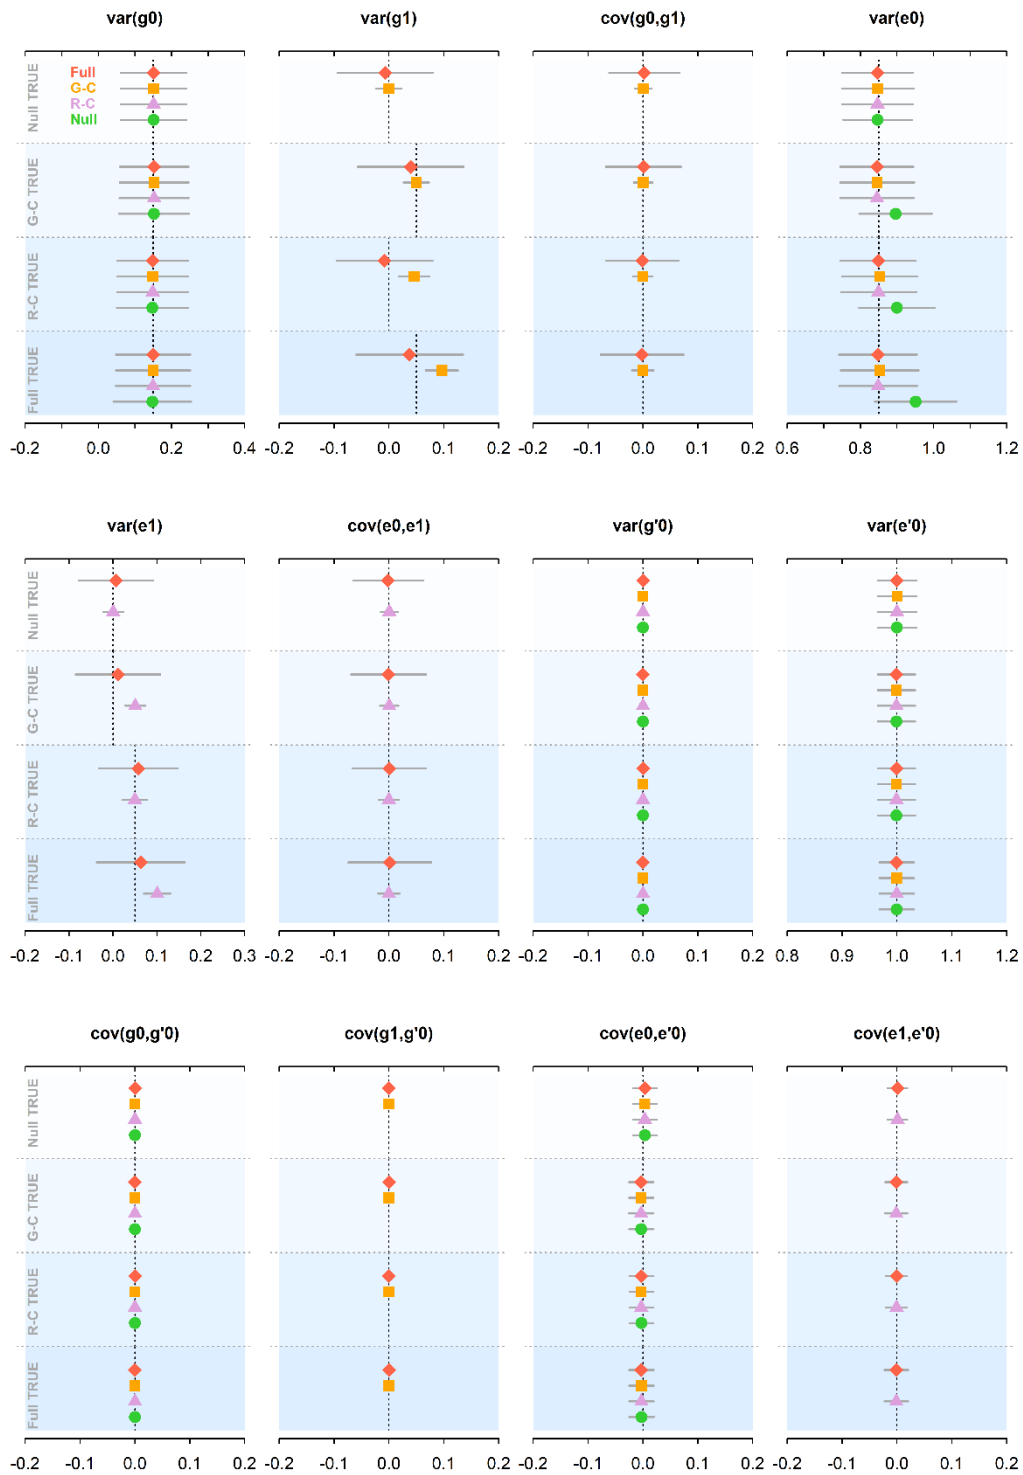 var(g0) var(g1) cov(g0,g1) var(e0)
Null TRUE
Full
G-C
R-C
Null
G-C TRUE
R-C TRUE
Full TRUE
-0.2 0.0 0.2 0.4 -0.2 -0.1 0.0 0.1 0.2 -0.2 -0.1 0.0 0.1 0.2 0.6 0.8 1.0 1.2
var(e1) cov(e0,e1) var(g'0) var(e'0)
Null TRUE
G-C TRUE
R-C TRUE
Full TRUE
-0.2 -0.1 0.0 0.1 0.2 0.3 -0.2 -0.1 0.0 0.1 0.2 -0.2 -0.1 0.0 0.1 0.2 0.8 0.9 1.0 1.1 1.2
cov(g0,g'0) cov(g1,g'0) cov(e0,e'0) cov(e1,e'0)
Null TRUE
G-C TRUE
R-C TRUE
Full TRUE
-0.2 -0.1 0.0 0.1 0.2 -0.2 -0.1 0.0 0.1 0.2 -0.2 -0.1 0.0 0.1 0.2 -0.2 -0.1 0.0 0.1 0.2